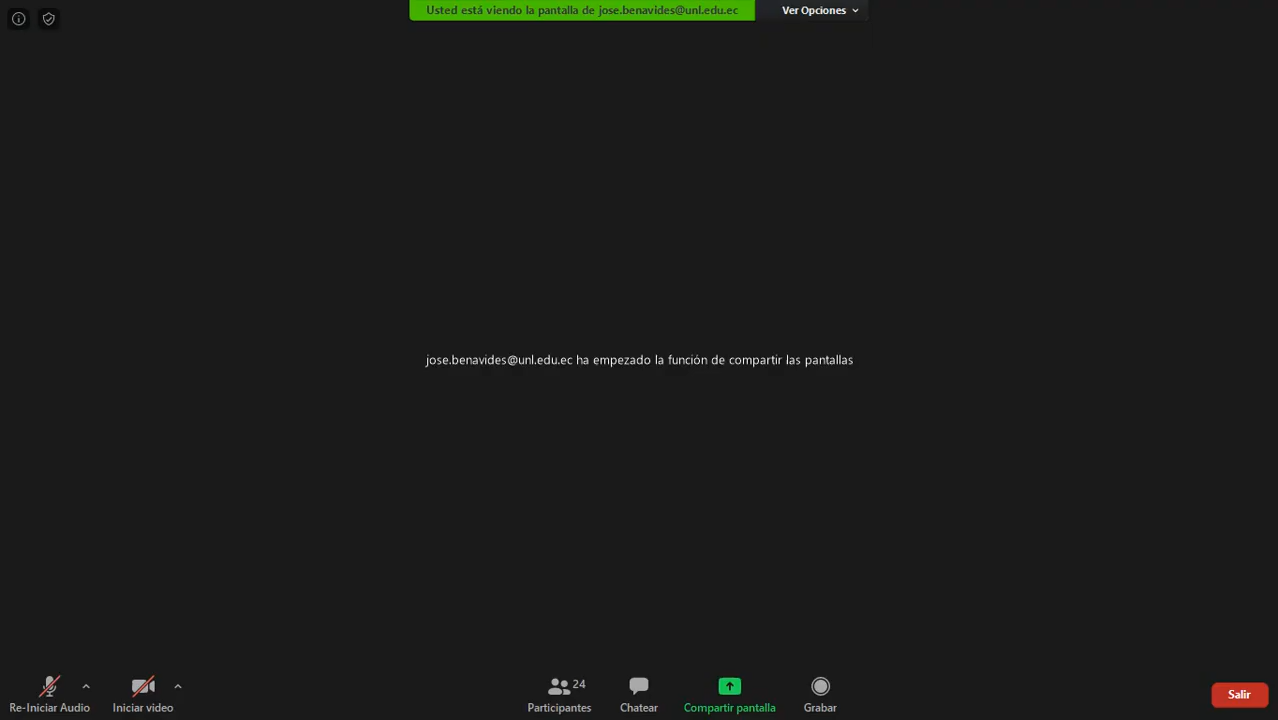 Usted está viendo la pantalla de jose.benavides@unl.edu.ec
Ver Opciones
jose.benavides@unl.edu.ec ha empezado la función de compartir las pantallas
24
Re-Iniciar Audio
Iniciar video
Participantes
Chatear
Compartir pantalla
Grabar
Salir